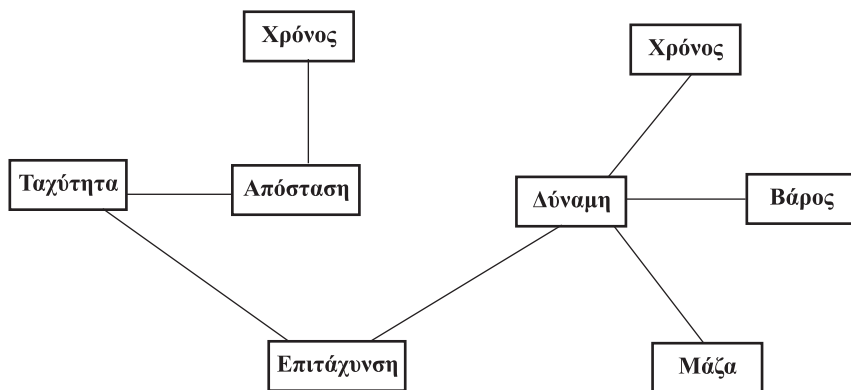 Χρόνος
Χρόνος
Ταχύτητα
Απόσταση
Δύναμη
Βάρος
Επιτάχυνση
Μάζα